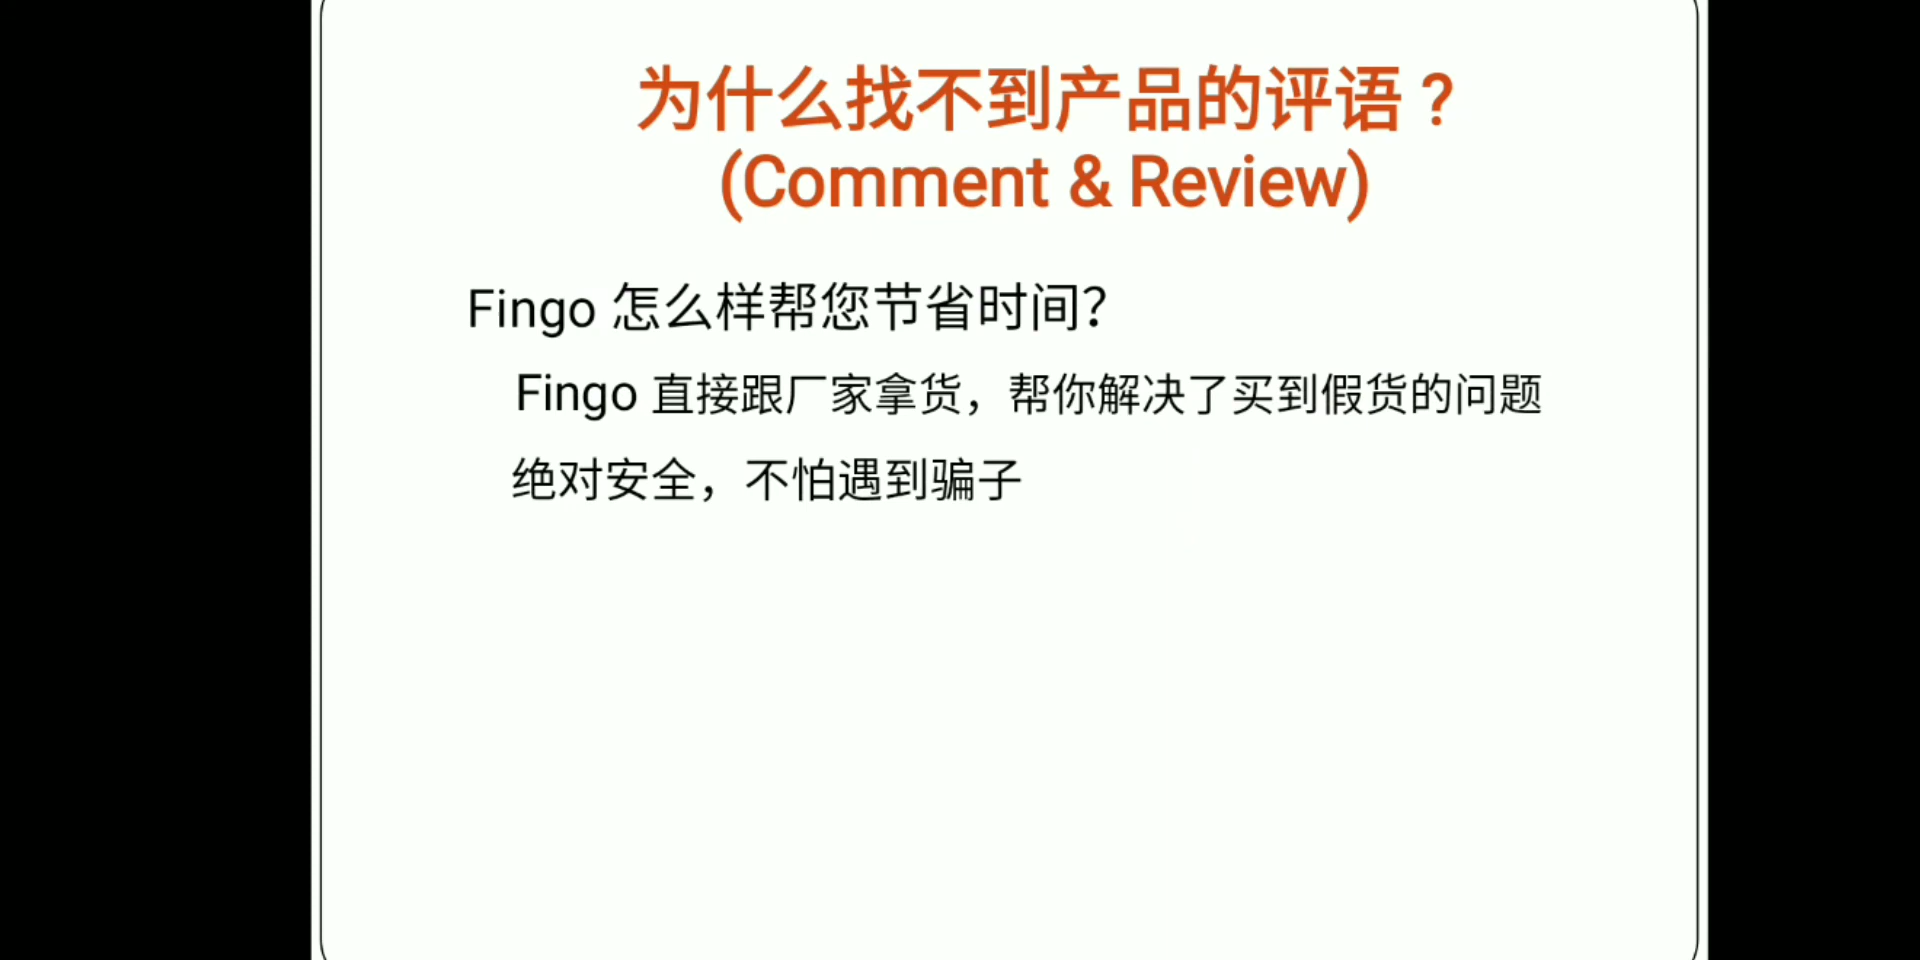 为什么找不到产品的评语？
(Comment & Review)
Fingo 怎么样帮您节省时间？
Fingo 直接跟厂家拿货，帮你解决了买到假货的问题
绝对安全，不怕遇到骗子